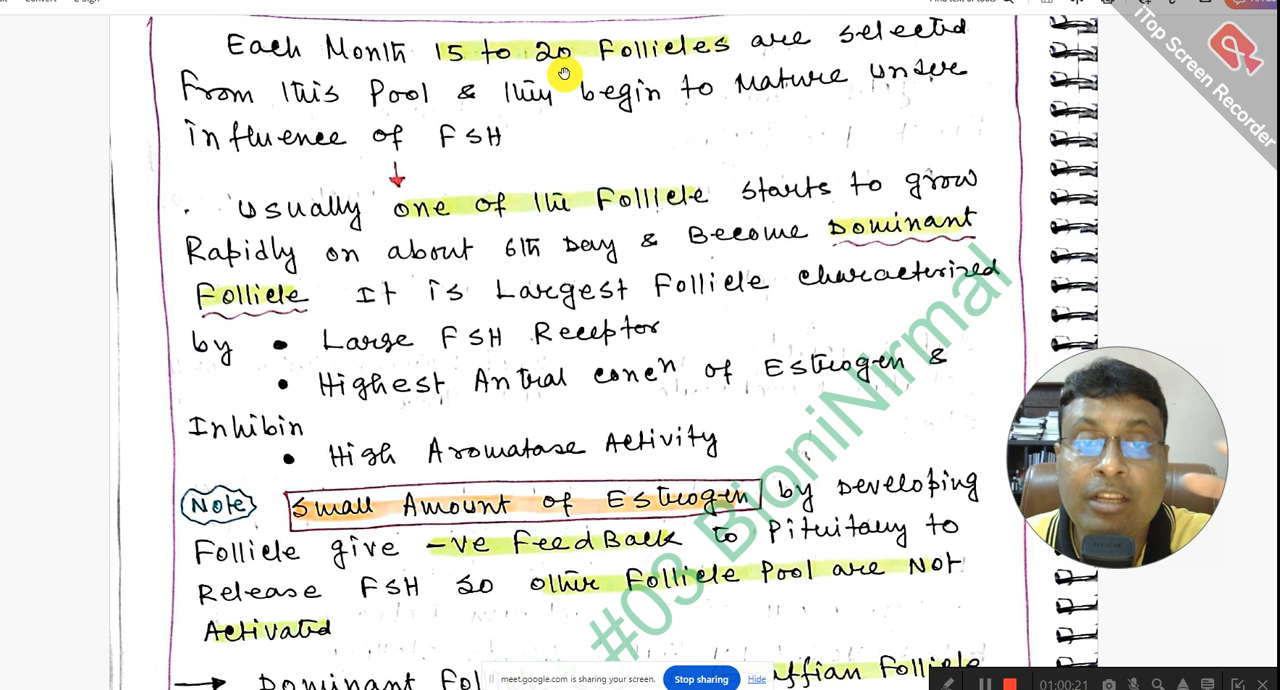 Each Month 15 to 20 Follicles are selected
From this Pool & they begin to Mature under
influence of FSH
Usually one of the Follicle starts to grow
Rapidly on about 6th Day & Become Dominant
Follicle It is Largest Follicle characterized
by • Large FSH Receptor
• Highest Antral concn of Estrogen &
Inhibin
• High Aromatase Activity
Note Small Amount of Estrogen by Developing
Follicle give -ve FeedBack to Pituitary to
Release FSH so other Follicle Pool are Not
Activated
→ Dominant Fol
affian Follicle
#03 BioniNirmal
iTop Screen Recorder
meet.google.com is sharing your screen. Stop sharing Hide
01:00:21